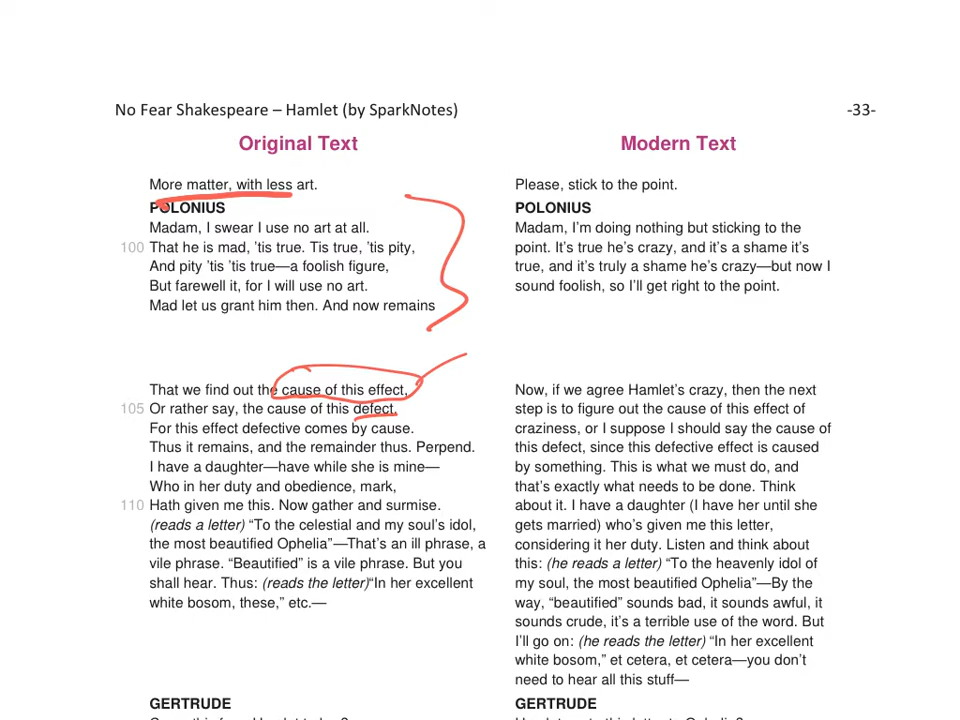 No Fear Shakespeare – Hamlet (by SparkNotes) -33-
Original Text
More matter, with less art.
POLONIUS
Madam, I swear I use no art at all.
100 That he is mad, ’tis true. Tis true, ’tis pity,
And pity ’tis ’tis true—a foolish figure,
But farewell it, for I will use no art.
Mad let us grant him then. And now remains
That we find out the cause of this effect,
105 Or rather say, the cause of this defect,
For this effect defective comes by cause.
Thus it remains, and the remainder thus. Perpend.
I have a daughter—have while she is mine—
Who in her duty and obedience, mark,
110 Hath given me this. Now gather and surmise.
(reads a letter) “To the celestial and my soul’s idol,
the most beautified Ophelia”—That’s an ill phrase, a
vile phrase. “Beautified” is a vile phrase. But you
shall hear. Thus: (reads the letter)“In her excellent
white bosom, these,” etc.—
GERTRUDE
Modern Text
Please, stick to the point.
POLONIUS
Madam, I’m doing nothing but sticking to the
point. It’s true he’s crazy, and it’s a shame it’s
true, and it’s truly a shame he’s crazy—but now I
sound foolish, so I’ll get right to the point.
Now, if we agree Hamlet’s crazy, then the next
step is to figure out the cause of this effect of
craziness, or I suppose I should say the cause of
this defect, since this defective effect is caused
by something. This is what we must do, and
that’s exactly what needs to be done. Think
about it. I have a daughter (I have her until she
gets married) who’s given me this letter,
considering it her duty. Listen and think about
this: (he reads a letter) “To the heavenly idol of
my soul, the most beautified Ophelia”—By the
way, “beautified” sounds bad, it sounds awful, it
sounds crude, it’s a terrible use of the word. But
I’ll go on: (he reads the letter) “In her excellent
white bosom,” et cetera, et cetera—you don’t
need to hear all this stuff—
GERTRUDE